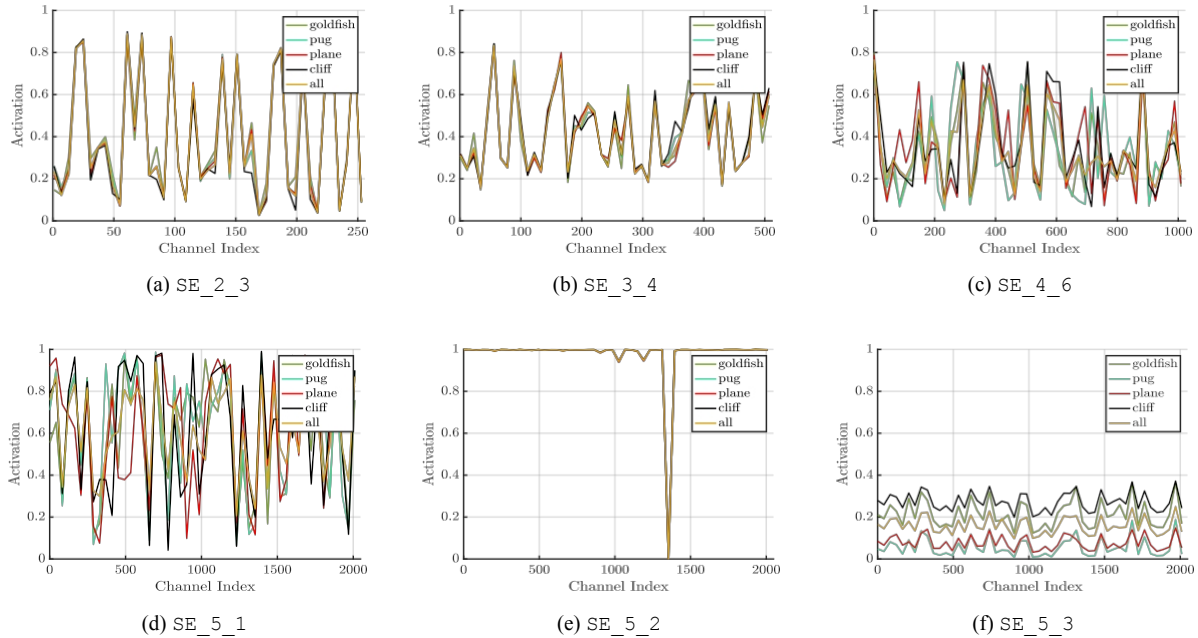 Activation
1
0.8
0.6
0.4
0.2
0
0 50 100 150 200 250
Channel Index
goldfish
pug
plane
cliff
all
(a) SE_2_3
Activation
1
0.8
0.6
0.4
0.2
0
0 100 200 300 400 500
Channel Index
goldfish
pug
plane
cliff
all
(b) SE_3_4
Activation
1
0.8
0.6
0.4
0.2
0
0 200 400 600 800 1000
Channel Index
goldfish
pug
plane
cliff
all
(c) SE_4_6
Activation
1
0.8
0.6
0.4
0.2
0
0 500 1000 1500 2000
Channel Index
goldfish
pug
plane
cliff
all
(d) SE_5_1
Activation
1
0.8
0.6
0.4
0.2
0
0 500 1000 1500 2000
Channel Index
goldfish
pug
plane
cliff
all
(e) SE_5_2
Activation
1
0.8
0.6
0.4
0.2
0
0 500 1000 1500 2000
Channel Index
goldfish
pug
plane
cliff
all
(f) SE_5_3